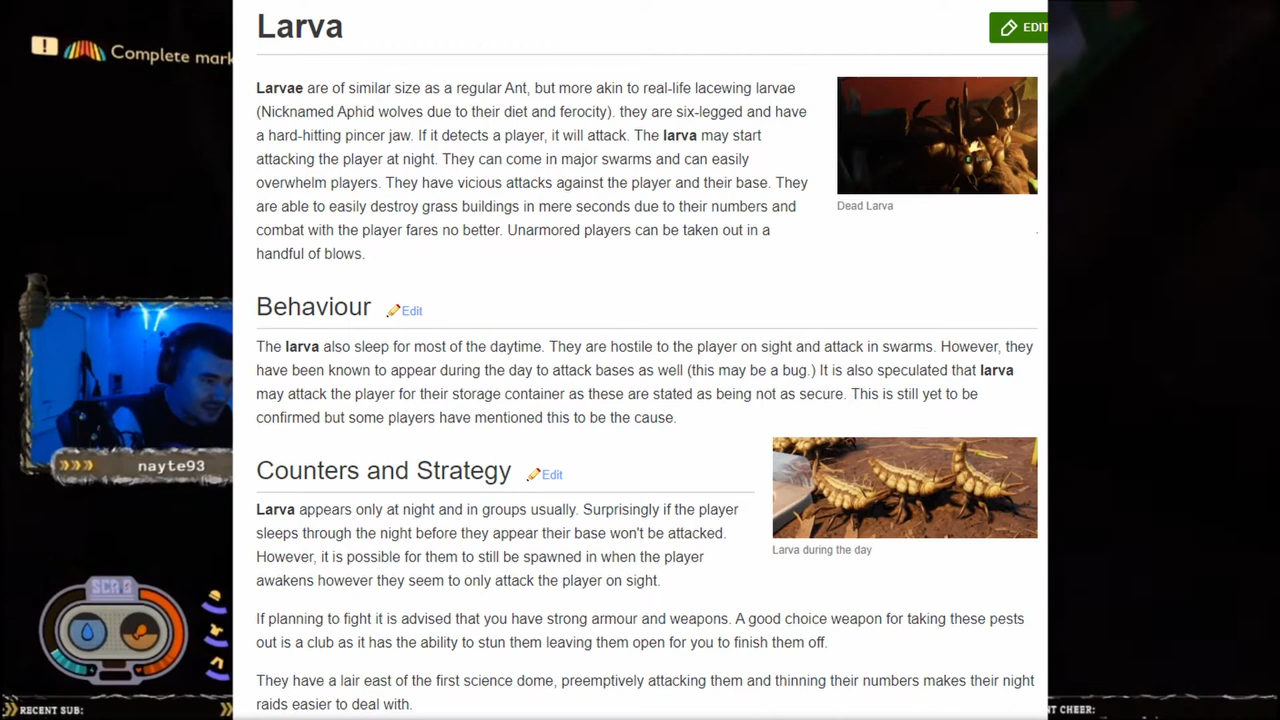 Larva
EDIT
Complete mark
Larvae are of similar size as a regular Ant, but more akin to real-life lacewing larvae
(Nicknamed Aphid wolves due to their diet and ferocity). they are six-legged and have
a hard-hitting pincer jaw. If it detects a player, it will attack. The larva may start
attacking the player at night. They can come in major swarms and can easily
overwhelm players. They have vicious attacks against the player and their base. They
are able to easily destroy grass buildings in mere seconds due to their numbers and
combat with the player fares no better. Unarmored players can be taken out in a
handful of blows.
Dead Larva
Behaviour Edit
The larva also sleep for most of the daytime. They are hostile to the player on sight and attack in swarms. However, they
have been known to appear during the day to attack bases as well (this may be a bug.) It is also speculated that larva
may attack the player for their storage container as these are stated as being not as secure. This is still yet to be
confirmed but some players have mentioned this to be the cause.
nayte93
Counters and Strategy Edit
Larva appears only at night and in groups usually. Surprisingly if the player
sleeps through the night before they appear their base won't be attacked.
However, it is possible for them to still be spawned in when the player
awakens however they seem to only attack the player on sight.
Larva during the day
If planning to fight it is advised that you have strong armour and weapons. A good choice weapon for taking these pests
out is a club as it has the ability to stun them leaving them open for you to finish them off.
They have a lair east of the first science dome, preemptively attacking them and thinning their numbers makes their night
raids easier to deal with.
RECENT SUB:
NT CHEER: